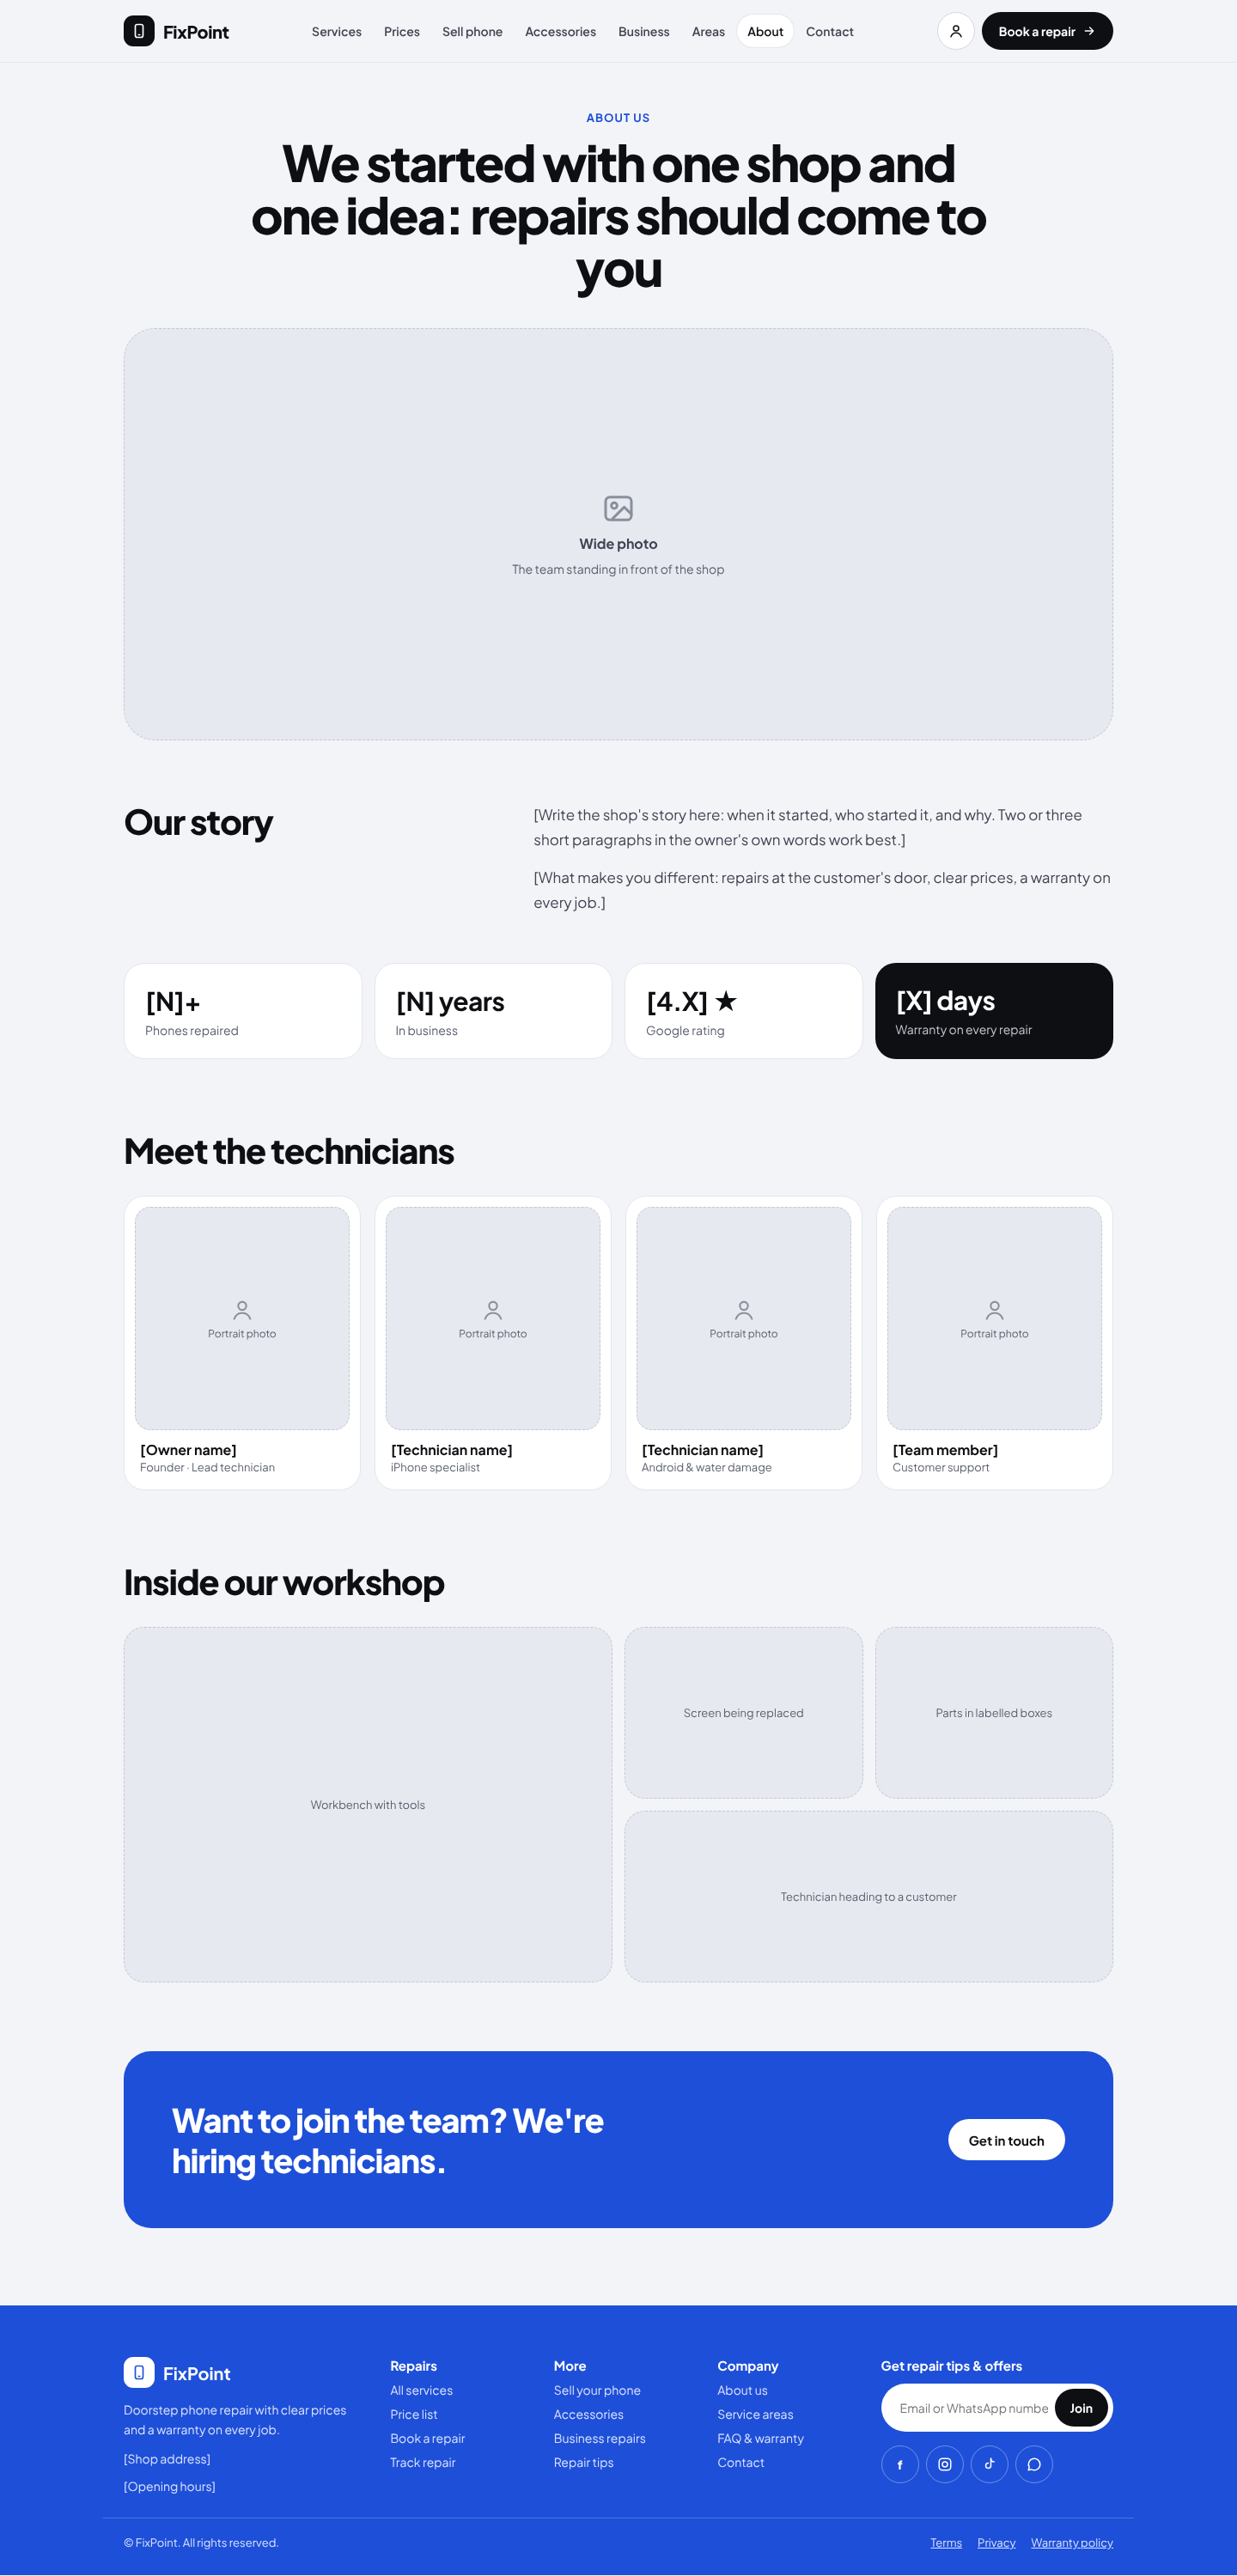 FixPoint
Services
Prices
Sell phone
Accessories
Business
Areas
About
Contact
Book a repair →
ABOUT US
We started with one shop and
one idea: repairs should come to
you
Wide photo
The team standing in front of the shop
Our story
[Write the shop's story here: when it started, who started it, and why. Two or three
short paragraphs in the owner's own words work best.]
[What makes you different: repairs at the customer's door, clear prices, a warranty on
every job.]
[N]+
Phones repaired
[N] years
In business
[4.X] ★
Google rating
[X] days
Warranty on every repair
Meet the technicians
Portrait photo
[Owner name]
Founder · Lead technician
Portrait photo
[Technician name]
iPhone specialist
Portrait photo
[Technician name]
Android & water damage
Portrait photo
[Team member]
Customer support
Inside our workshop
Workbench with tools
Screen being replaced
Parts in labelled boxes
Technician heading to a customer
Want to join the team? We're
hiring technicians.
Get in touch
FixPoint
Doorstep phone repair with clear prices
and a warranty on every job.
[Shop address]
[Opening hours]
Repairs
All services
Price list
Book a repair
Track repair
More
Sell your phone
Accessories
Business repairs
Repair tips
Company
About us
Service areas
FAQ & warranty
Contact
Get repair tips & offers
Email or WhatsApp numbe
Join
f
© FixPoint. All rights reserved.
Terms
Privacy
Warranty policy